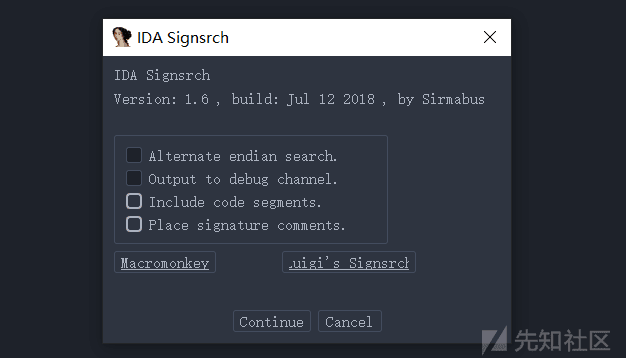 IDA Signsrch
IDA Signsrch
Version: 1.6 , build: Jul 12 2018 , by Sirmabus
Alternate endian search.
Output to debug channel.
Include code segments.
Place signature comments.
Macromonkey uigi's Signsrch
Continue Cancel
先知社区